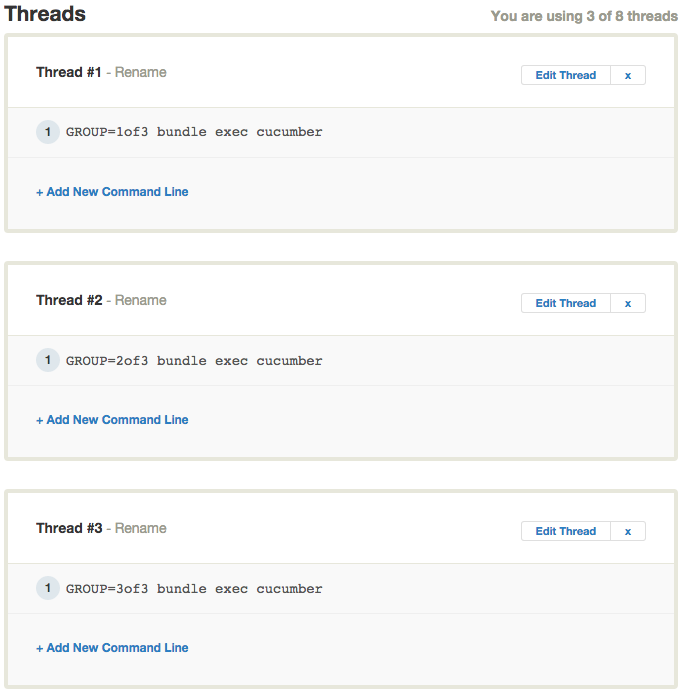 Threads
You are using 3 of 8 threads
Thread #1 - Rename
Edit Thread
x
1
GROUP=1of3 bundle exec cucumber
+ Add New Command Line
Thread #2 - Rename
Edit Thread
x
1
GROUP=2of3 bundle exec cucumber
+ Add New Command Line
Thread #3 - Rename
Edit Thread
x
1
GROUP=3of3 bundle exec cucumber
+ Add New Command Line